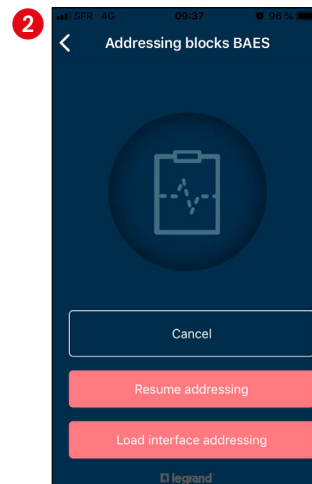 2
SFR 4G 09:37 96 %
Addressing blocks BAES
Cancel
Resume addressing
Load interface addressing
legrand